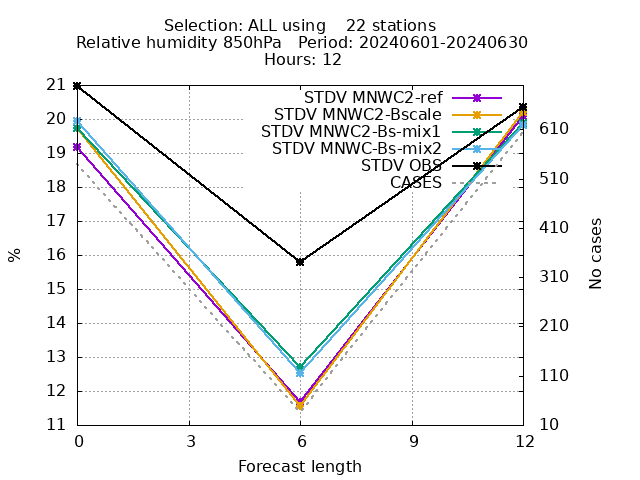 Selection: ALL using    22 stations
Relative humidity 850hPa   Period: 20240601-20240630
Hours: 12
STDV MNWC2-ref
STDV MNWC2-Bscale
STDV MNWC2-Bs-mix1
STDV MNWC-Bs-mix2
STDV OBS
CASES
21
20
19
18
17
16
15
14
13
12
11
%
610
510
410
310
210
110
10
No cases
0
3
6
9
12
Forecast length